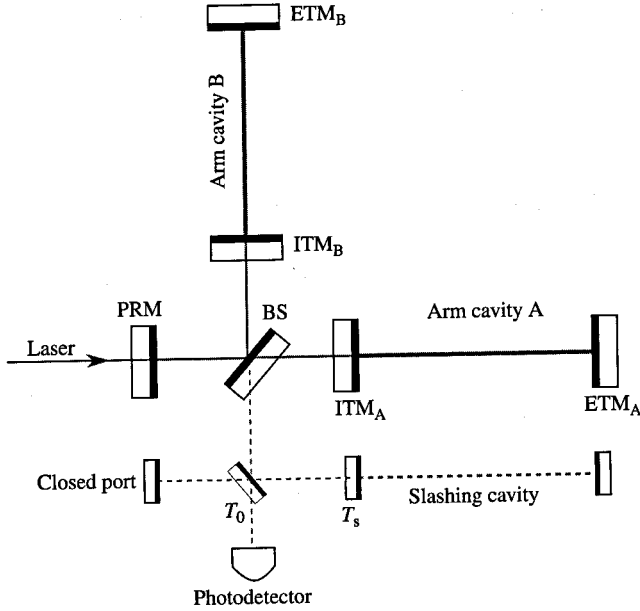 ETM_B
Arm cavity B
ITM_B
PRM
BS
Arm cavity A
Laser
ITM_A
ETM_A
Closed port
T_0
T_s
Slashing cavity
Photodetector